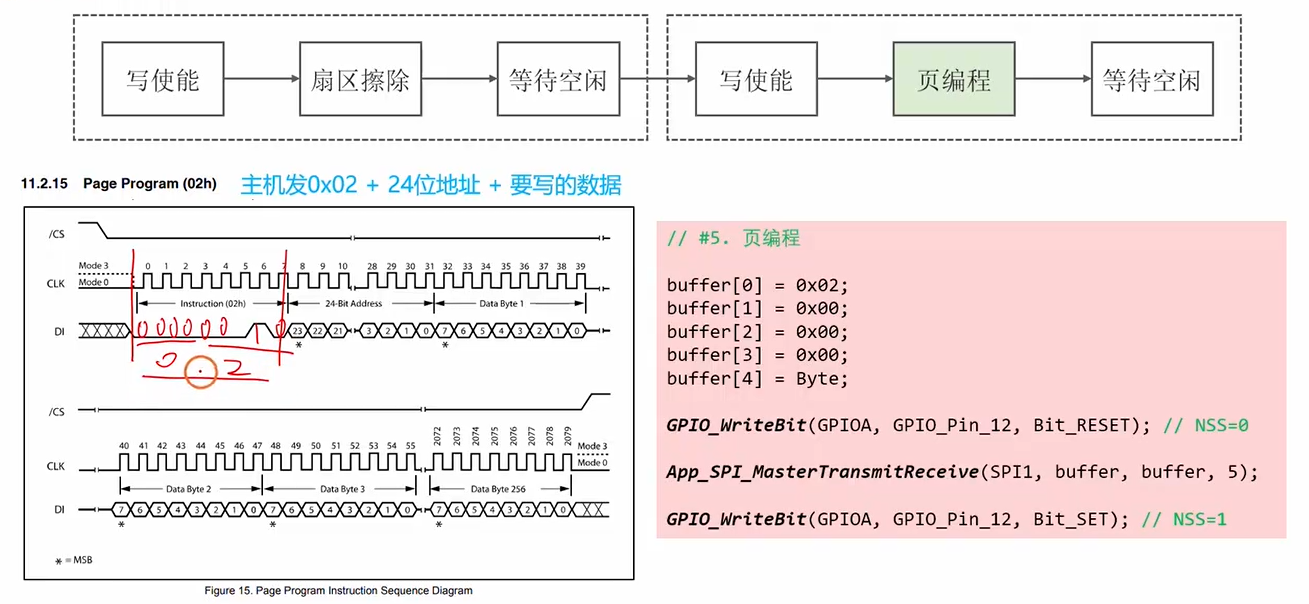 写使能
扇区擦除
等待空闲
写使能
页编程
等待空闲
11.2.15 Page Program (02h) 主机发0x02 + 24位地址 + 要写的数据
/CS
Mode 3
Mode 0
CLK
0 1 2 3 4 5 6 7 8 9 10 28 29 30 31 32 33 34 35 36 37 38 39
Instruction (02h) 24-Bit Address Data Byte 1
DI
0 0 0 0 0 0 1 0
23 22 21 3 2 1 0 7 6 5 4 3 2 1 0
* *
0 2
/CS
40 41 42 43 44 45 46 47 48 49 50 51 52 53 54 55 2072 2073 2074 2075 2076 2077 2078 2079
Mode 3
Mode 0
CLK
Data Byte 2 Data Byte 3 Data Byte 256
DI
7 6 5 4 3 2 1 0 7 6 5 4 3 2 1 0 7 6 5 4 3 2 1 0
* * *
* = MSB
Figure 15. Page Program Instruction Sequence Diagram
// #5. 页编程
buffer[0] = 0x02;
buffer[1] = 0x00;
buffer[2] = 0x00;
buffer[3] = 0x00;
buffer[4] = Byte;
GPIO_WriteBit(GPIOA, GPIO_Pin_12, Bit_RESET); // NSS=0
App_SPI_MasterTransmitReceive(SPI1, buffer, buffer, 5);
GPIO_WriteBit(GPIOA, GPIO_Pin_12, Bit_SET); // NSS=1